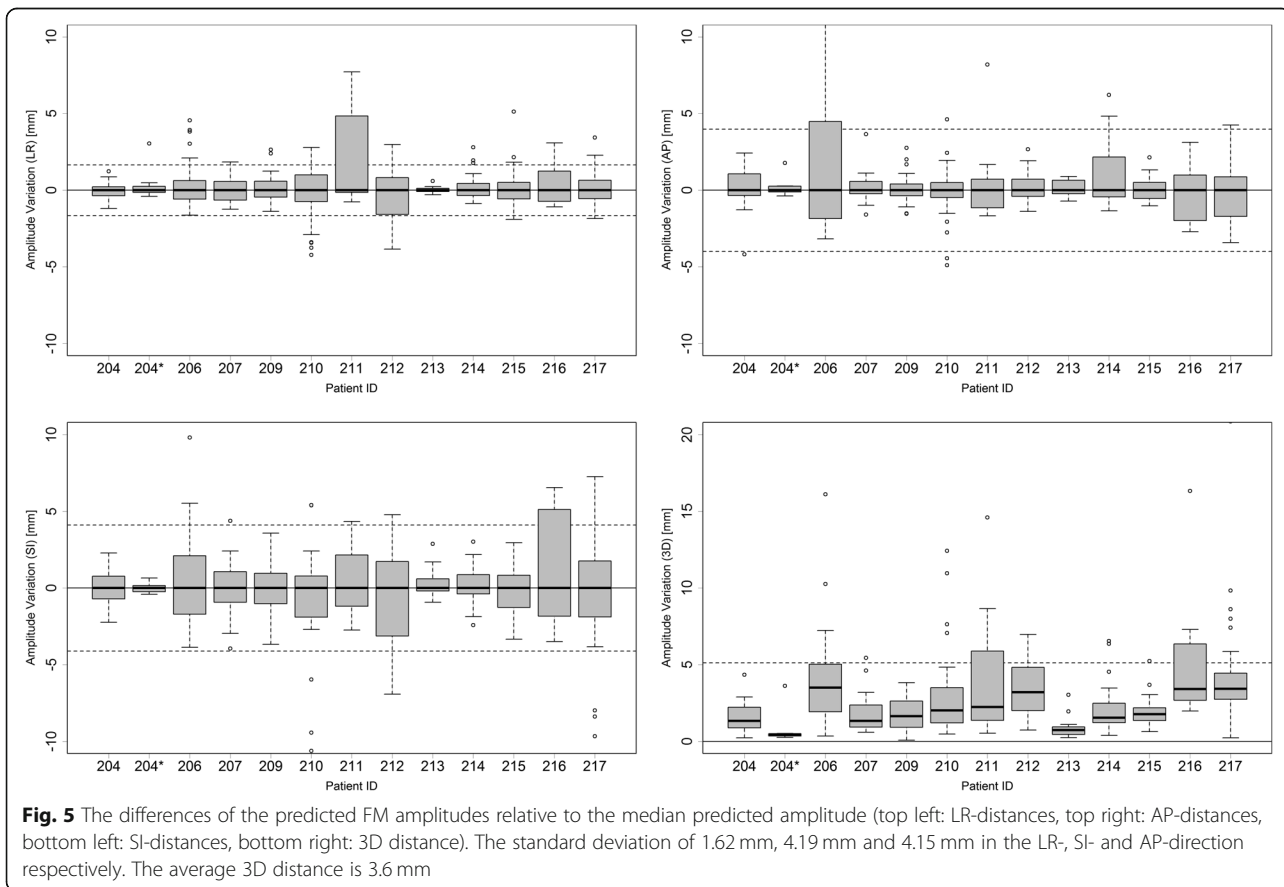 Amplitude Variation (LR) [mm]
10
5
0
-5
-10
204 204* 206 207 209 210 211 212 213 214 215 216 217
Patient ID
Amplitude Variation (AP) [mm]
10
5
0
-5
-10
204 204* 206 207 209 210 211 212 213 214 215 216 217
Patient ID
Amplitude Variation (SI) [mm]
10
5
0
-5
-10
204 204* 206 207 209 210 211 212 213 214 215 216 217
Patient ID
Amplitude Variation (3D) [mm]
20
15
10
5
0
204 204* 206 207 209 210 211 212 213 214 215 216 217
Patient ID
Fig. 5 The differences of the predicted FM amplitudes relative to the median predicted amplitude (top left: LR-distances, top right: AP-distances,
bottom left: SI-distances, bottom right: 3D distance). The standard deviation of 1.62 mm, 4.19 mm and 4.15 mm in the LR-, SI- and AP-direction
respectively. The average 3D distance is 3.6 mm